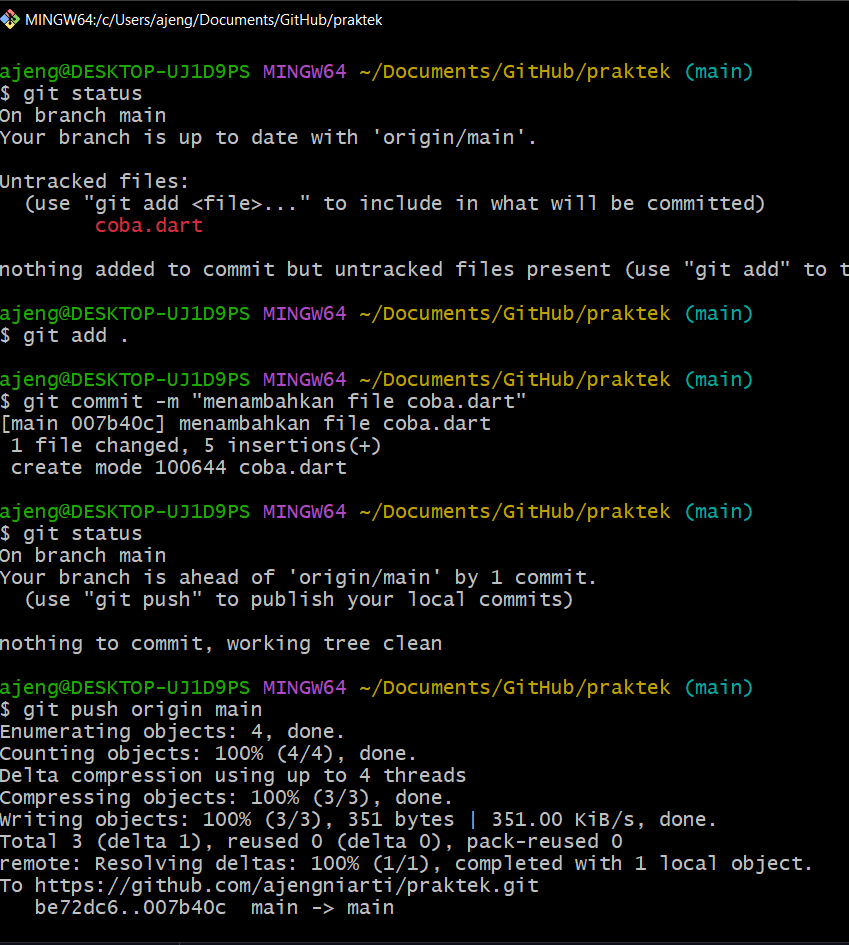 MINGW64:/c/Users/ajeng/Documents/GitHub/praktek
ajeng@DESKTOP-UJ1D9PS MINGW64 ~/Documents/GitHub/praktek (main)
$ git status
On branch main
Your branch is up to date with 'origin/main'.
Untracked files:
  (use "git add <file>..." to include in what will be committed)
        coba.dart
nothing added to commit but untracked files present (use "git add" to t
ajeng@DESKTOP-UJ1D9PS MINGW64 ~/Documents/GitHub/praktek (main)
$ git add .
ajeng@DESKTOP-UJ1D9PS MINGW64 ~/Documents/GitHub/praktek (main)
$ git commit -m "menambahkan file coba.dart"
[main 007b40c] menambahkan file coba.dart
 1 file changed, 5 insertions(+)
 create mode 100644 coba.dart
ajeng@DESKTOP-UJ1D9PS MINGW64 ~/Documents/GitHub/praktek (main)
$ git status
On branch main
Your branch is ahead of 'origin/main' by 1 commit.
  (use "git push" to publish your local commits)
nothing to commit, working tree clean
ajeng@DESKTOP-UJ1D9PS MINGW64 ~/Documents/GitHub/praktek (main)
$ git push origin main
Enumerating objects: 4, done.
Counting objects: 100% (4/4), done.
Delta compression using up to 4 threads
Compressing objects: 100% (3/3), done.
Writing objects: 100% (3/3), 351 bytes | 351.00 KiB/s, done.
Total 3 (delta 1), reused 0 (delta 0), pack-reused 0
remote: Resolving deltas: 100% (1/1), completed with 1 local object.
To https://github.com/ajengniarti/praktek.git
   be72dc6..007b40c  main -> main